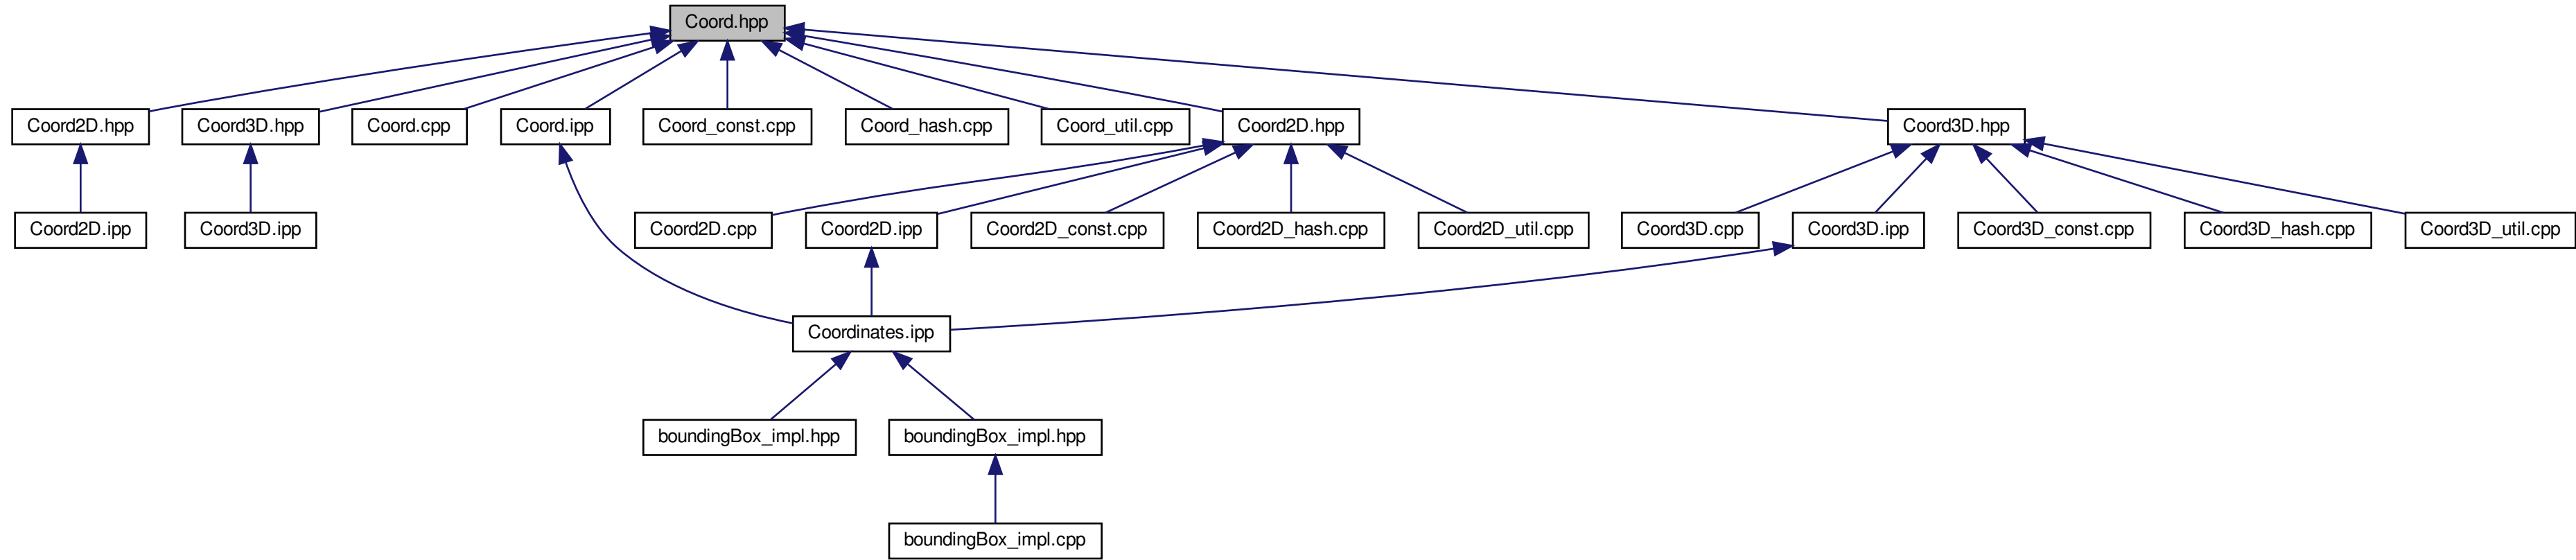 Coord.hpp
Coord2D.hpp
Coord3D.hpp
Coord.cpp
Coord.ipp
Coord_const.cpp
Coord_hash.cpp
Coord_util.cpp
Coord2D.hpp
Coord3D.hpp
Coord2D.ipp
Coord3D.ipp
Coord2D.cpp
Coord2D.ipp
Coord2D_const.cpp
Coord2D_hash.cpp
Coord2D_util.cpp
Coord3D.cpp
Coord3D.ipp
Coord3D_const.cpp
Coord3D_hash.cpp
Coord3D_util.cpp
Coordinates.ipp
boundingBox_impl.hpp
boundingBox_impl.hpp
boundingBox_impl.cpp